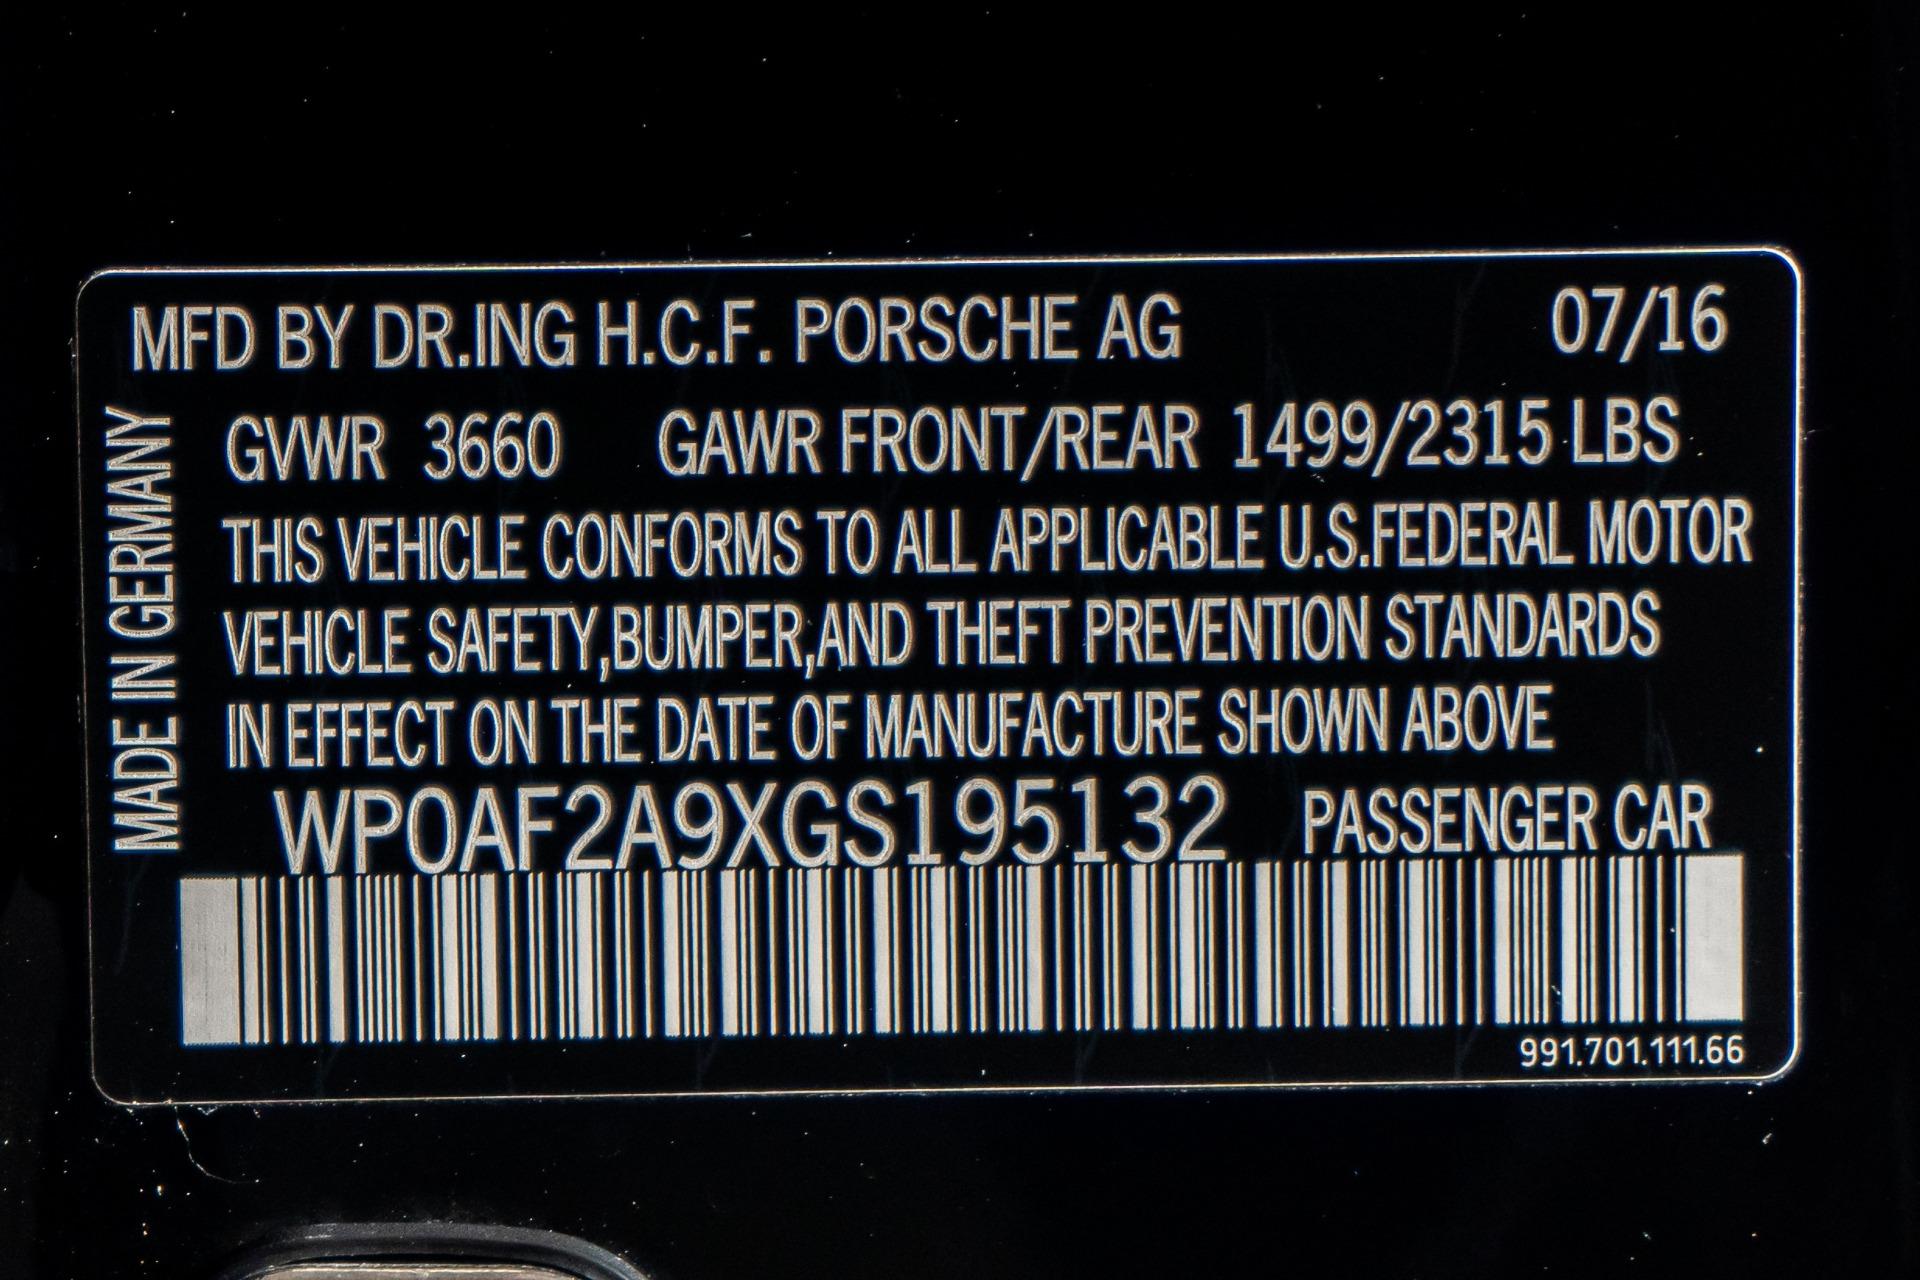 MFD BY DR.ING H.C.F. PORSCHE AG 07/16
GVWR 3660 GAWR FRONT/REAR 1499/2315 LBS
THIS VEHICLE CONFORMS TO ALL APPLICABLE U.S.FEDERAL MOTOR
VEHICLE SAFETY,BUMPER,AND THEFT PREVENTION STANDARDS
IN EFFECT ON THE DATE OF MANUFACTURE SHOWN ABOVE
WP0AF2A9XGS195132 PASSENGER CAR
991.701.111.66
MADE IN GERMANY